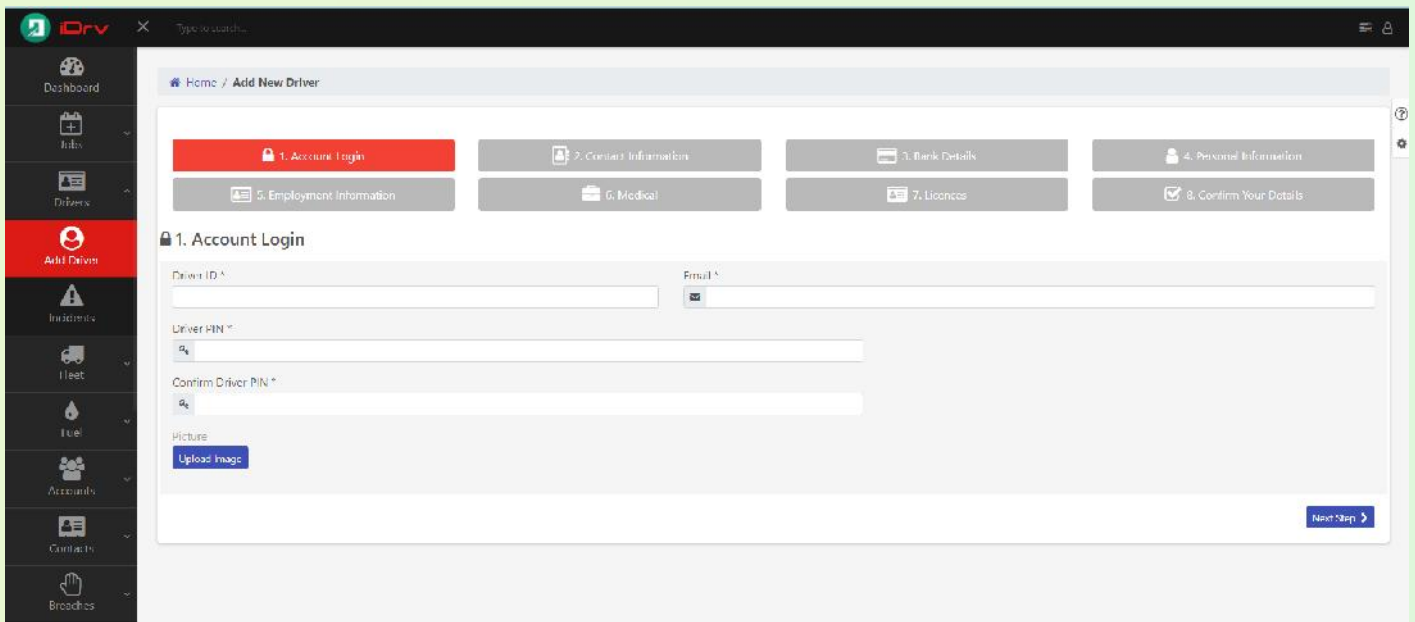 iDrv
Type to search...
Dashboard
Jobs
Drivers
Add Driver
Incidents
Fleet
Fuel
Accounts
Contacts
Breaches
Home / Add New Driver
1. Account Login
2. Contact Information
3. Bank Details
4. Personal Information
5. Employment Information
6. Medical
7. Licences
8. Confirm Your Details
1. Account Login
Driver ID *
Email *
Driver PIN *
Confirm Driver PIN *
Picture
Upload Image
Next Step